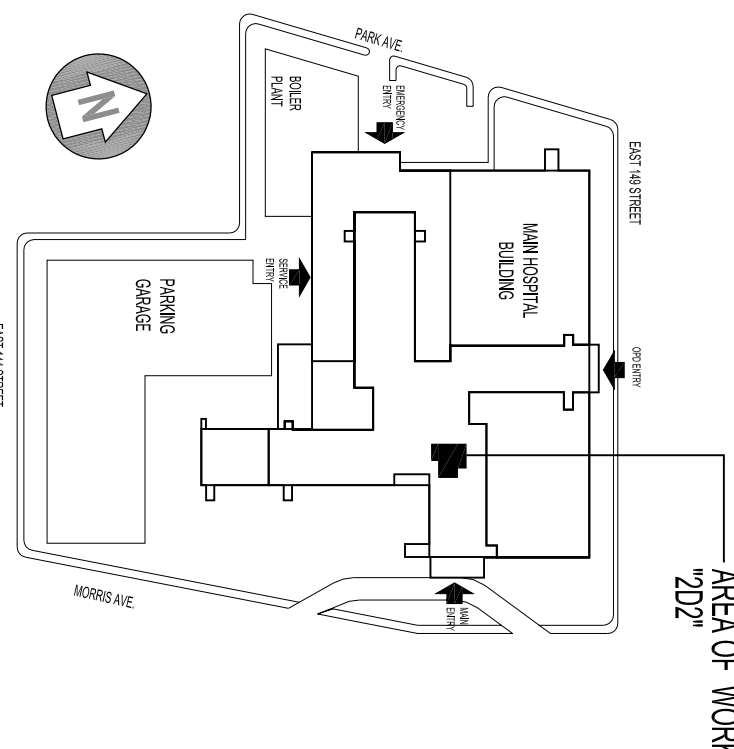 PARK AVE.
BOILER
PLANT
EMERGENCY
ENTRY
EAST 149 STREET
N
MAIN HOSPITAL
BUILDING
SERVICE
ENTRY
PARKING
GARAGE
OPD ENTRY
MORRIS AVE.
MAIN
ENTRY
AREA OF WORK
"2D2"